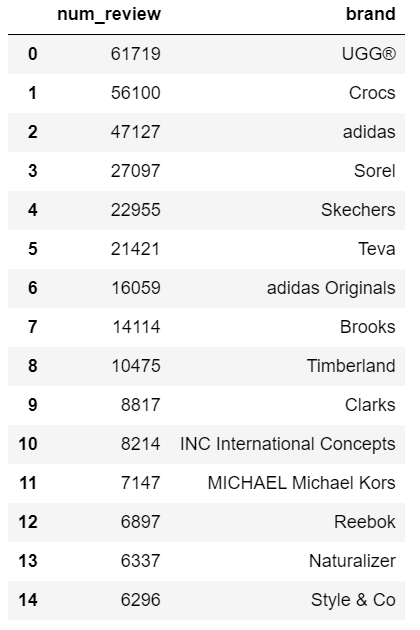 num_review brand
0 61719 UGG®
1 56100 Crocs
2 47127 adidas
3 27097 Sorel
4 22955 Skechers
5 21421 Teva
6 16059 adidas Originals
7 14114 Brooks
8 10475 Timberland
9 8817 Clarks
10 8214 INC International Concepts
11 7147 MICHAEL Michael Kors
12 6897 Reebok
13 6337 Naturalizer
14 6296 Style & Co